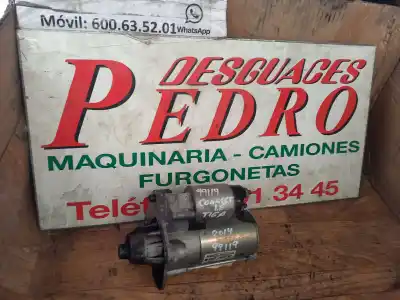 Móvil: 600.63.52.01 WhatsApp
DESGUACES
PEDRO
MAQUINARIA - CAMIONES
FURGONETAS
Teléf 1 34 45
99119
99119